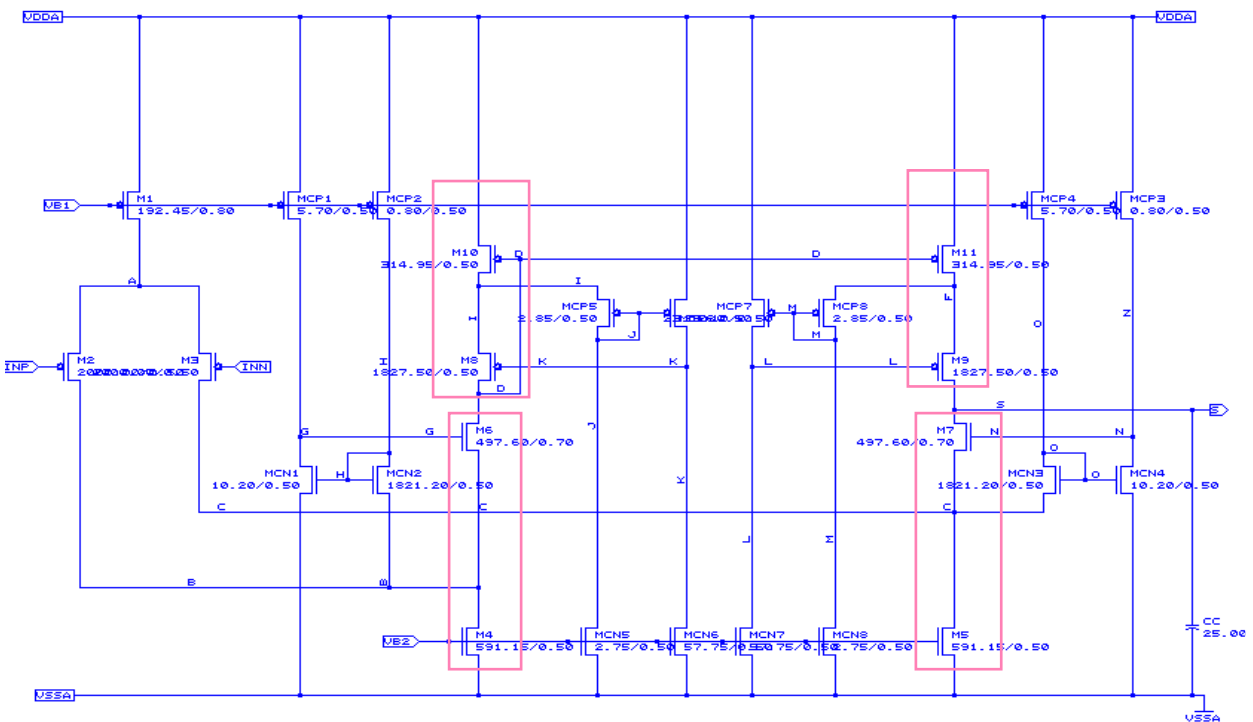 VDDA
VDDA
VB1
M1
192.45/0.80
MCP1
5.70/0.50
MCP2
0.80/0.50
MCP4
5.70/0.50
MCP3
0.80/0.50
M10
314.95/0.50
D
D
M11
314.95/0.50
A
I
F
I
MCP5
2.85/0.50
MCP7
M
MCP8
2.85/0.50
O
Z
J
M
INP
M2
M3
INN
H
M8
1827.50/0.50
K
K
L
L
M9
1827.50/0.50
D
S
S
G
G
M6
497.60/0.70
J
M7
497.60/0.70
N
N
MCN1
10.20/0.50
H
MCN2
1821.20/0.50
K
O
MCN3
1821.20/0.50
O
MCN4
10.20/0.50
C
C
C
L
M
B
B
VB2
M4
591.15/0.50
MCN5
2.75/0.50
MCN6
57.75/0.50
MCN7
MCN8
2.75/0.50
M5
591.15/0.50
CC
25.00
VSSA
VSSA